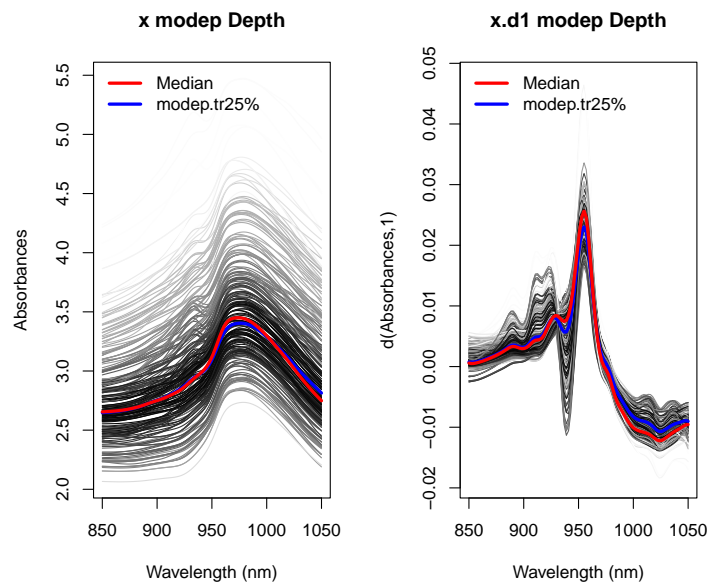 x modep Depth
Median
modep.tr25%
Absorbances
5.5
5.0
4.5
4.0
3.5
3.0
2.5
2.0
850 900 950 1000 1050
Wavelength (nm)
x.d1 modep Depth
Median
modep.tr25%
d(Absorbances,1)
0.05
0.04
0.03
0.02
0.01
0.00
−0.01
−0.02
850 900 950 1000 1050
Wavelength (nm)